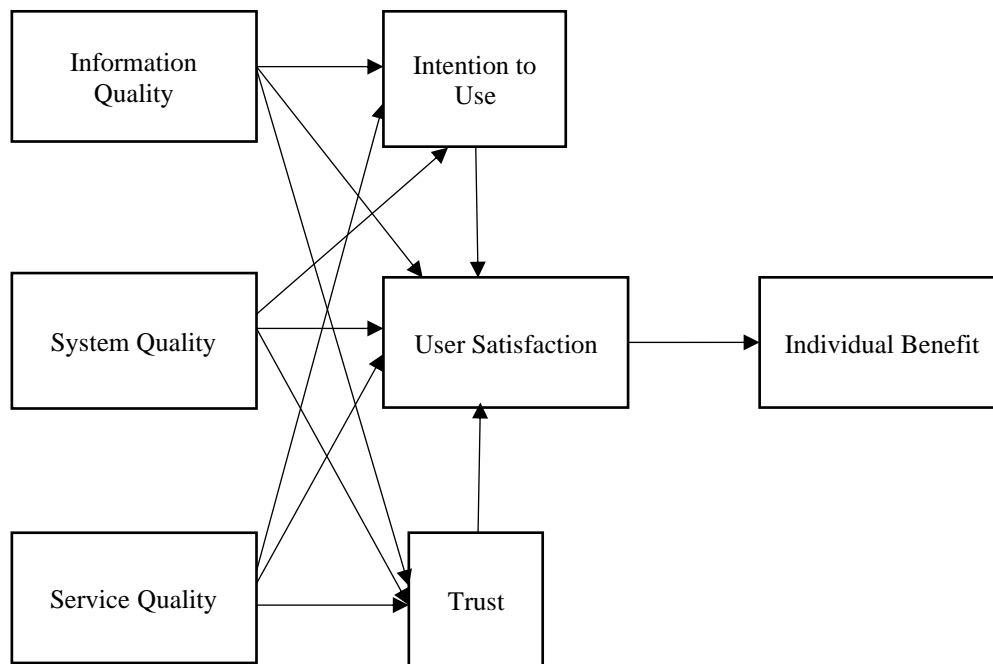 Information
Quality
Intention to
Use
System Quality
User Satisfaction
Individual Benefit
Service Quality
Trust